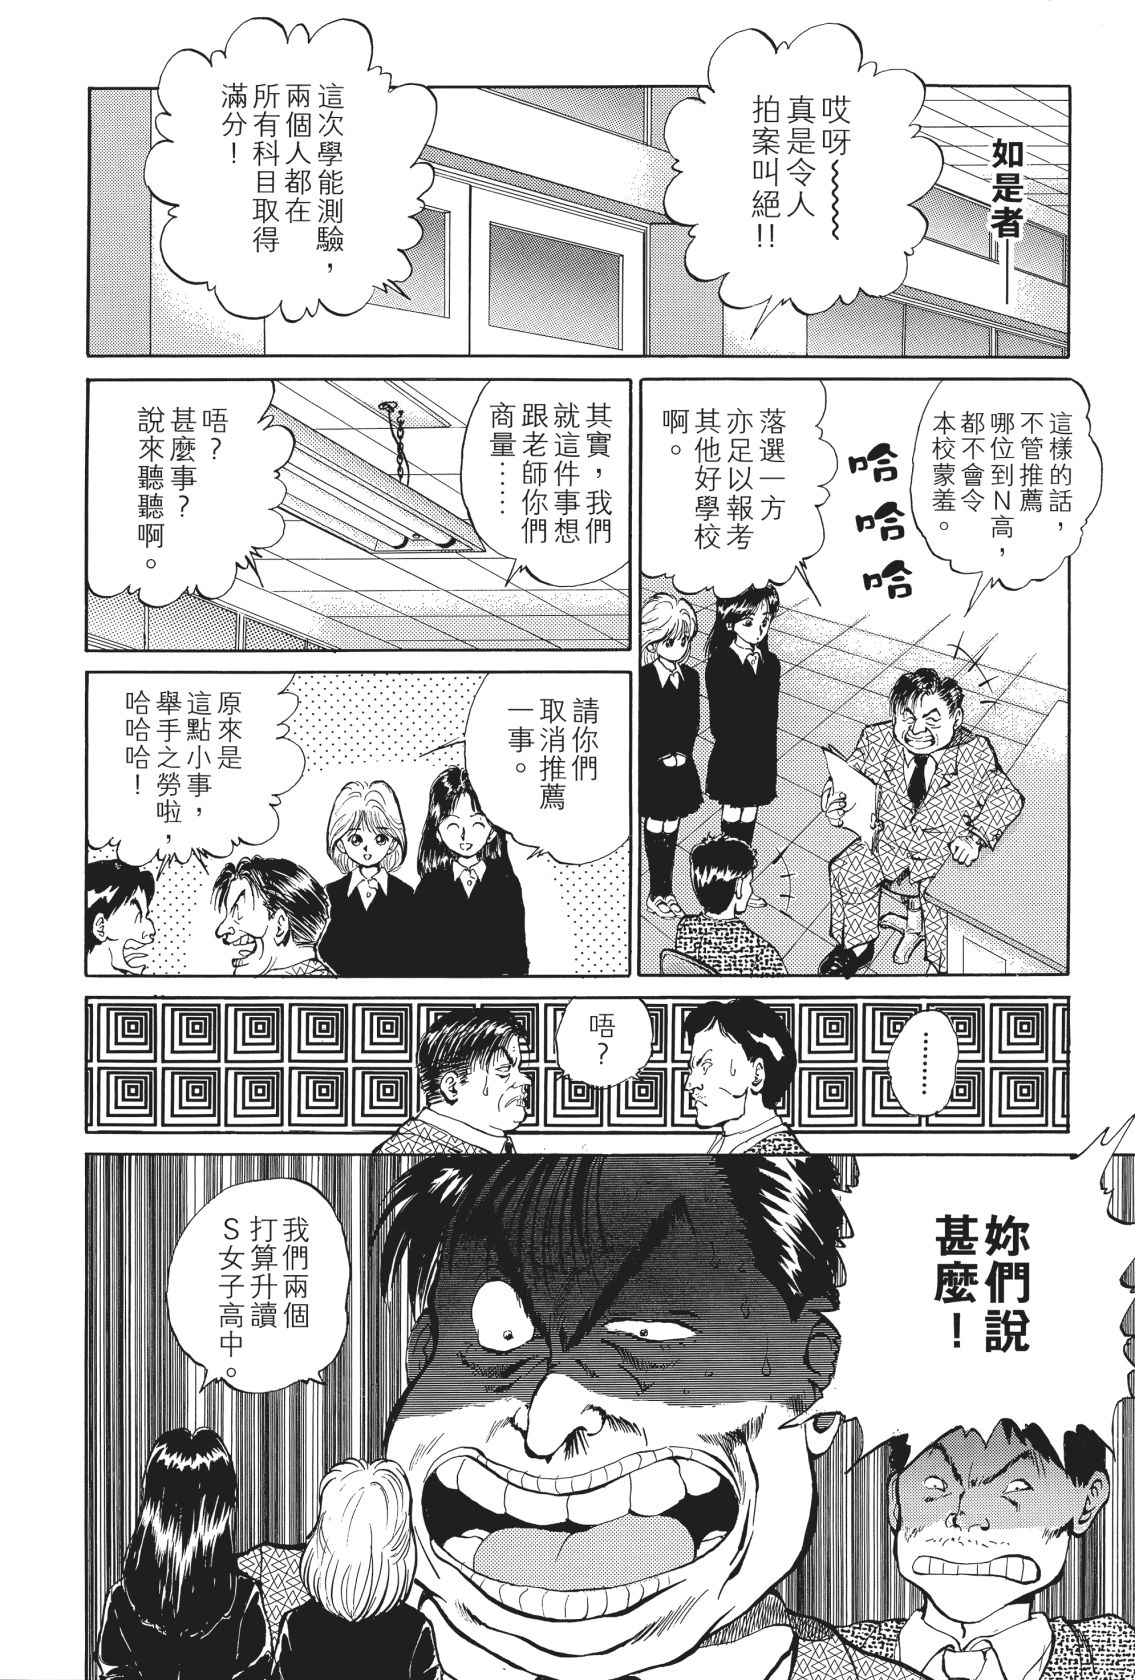 如是者——
哎呀~~~~
真是令人
拍案叫絕!!
這次學能測驗，
兩個人都在
所有科目取得
滿分！
這樣的話，
不管推薦
哪位到Ｎ高，
都不會令
本校蒙羞。
哈
哈
哈
落選一方
亦足以報考
其他好學校
啊。
其實，我們
就這件事想
跟老師你們
商量……
唔？
甚麼事？
說來聽聽啊。
請你們
取消推薦
一事。
原來是
這點小事，
舉手之勞啦，
哈哈哈！
………
唔？
妳們說
甚麼！
我們兩個
打算升讀
Ｓ女子高中。